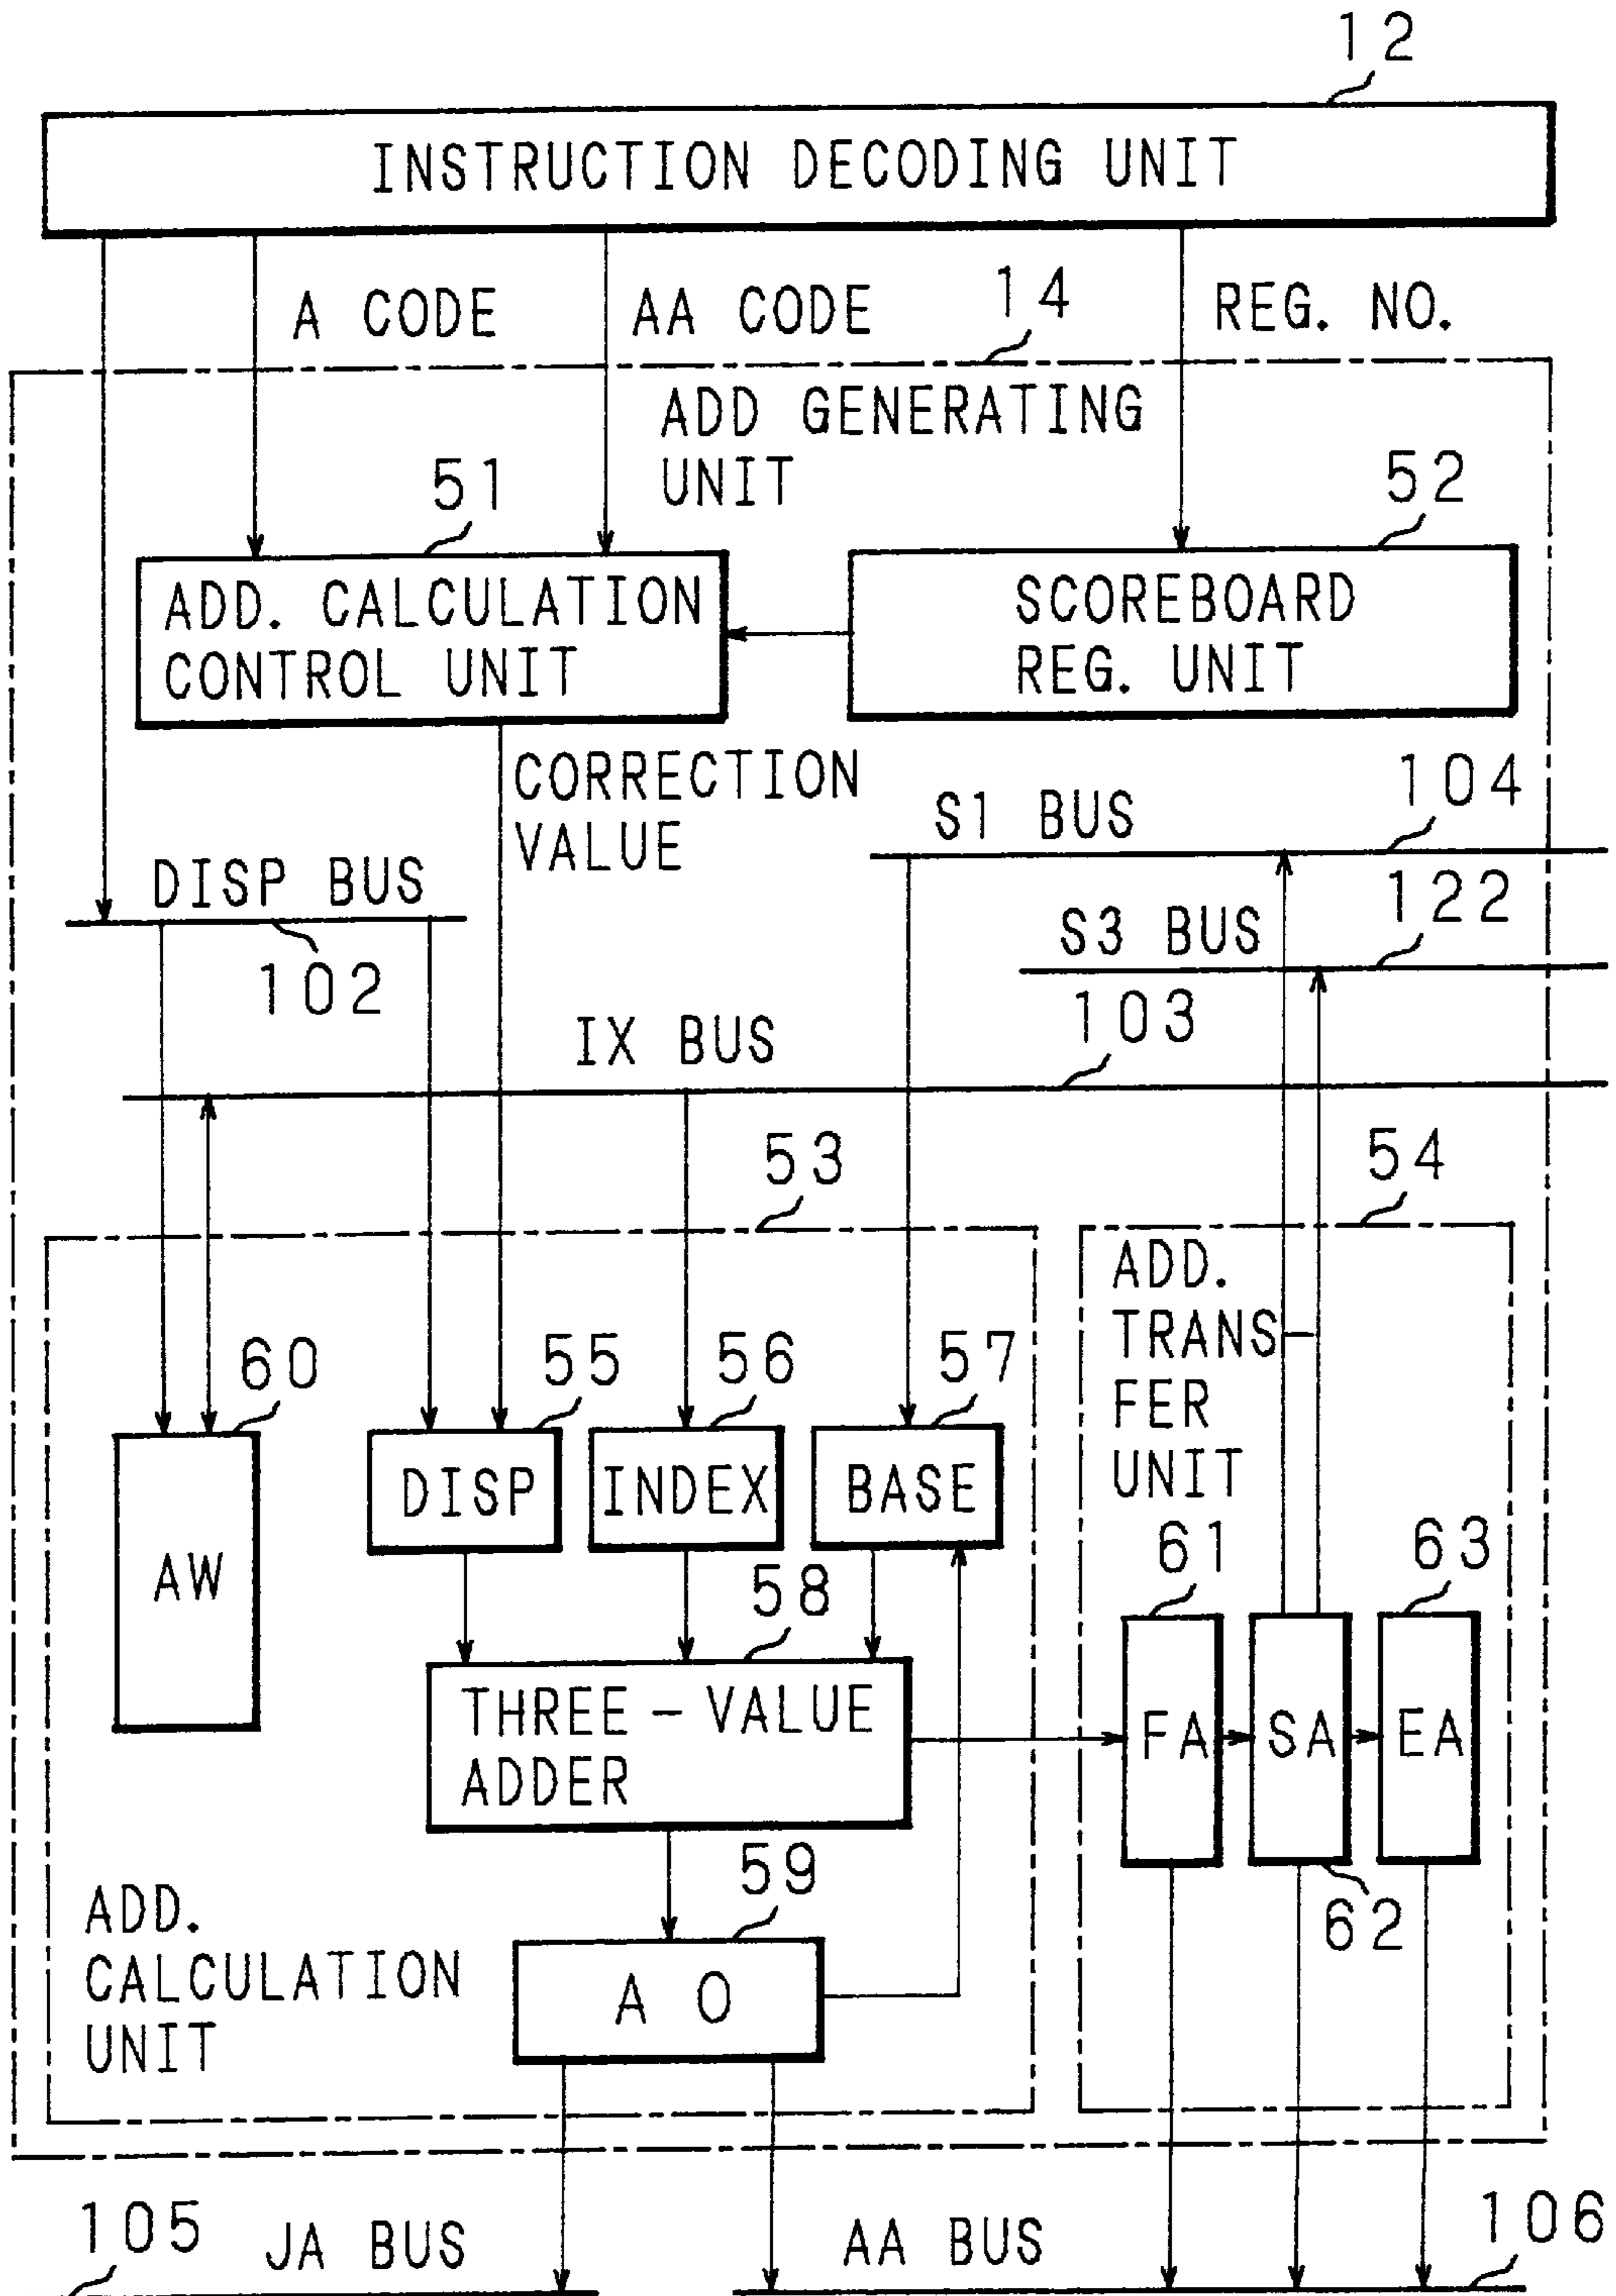 12
INSTRUCTION DECODING UNIT
A CODE
AA CODE
14
REG. NO.
ADD GENERATING
UNIT
51
52
ADD. CALCULATION
CONTROL UNIT
SCOREBOARD
REG. UNIT
CORRECTION
VALUE
S1 BUS
104
DISP BUS
102
S3 BUS
122
IX BUS
103
53
54
ADD.
TRANS-
FER
UNIT
60
55
56
57
AW
DISP
INDEX
BASE
58
61
63
THREE-VALUE
ADDER
FA
SA
EA
62
59
ADD.
CALCULATION
UNIT
A O
105
JA BUS
AA BUS
106